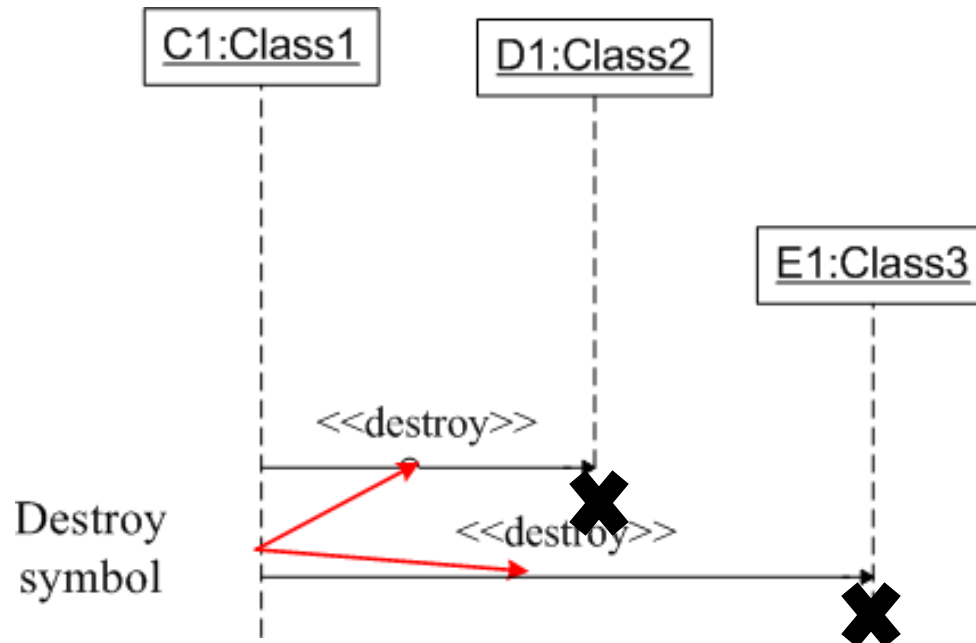 C1:Class1
D1:Class2
E1:Class3
<<destroy>>
<<destroy>>
Destroy
symbol